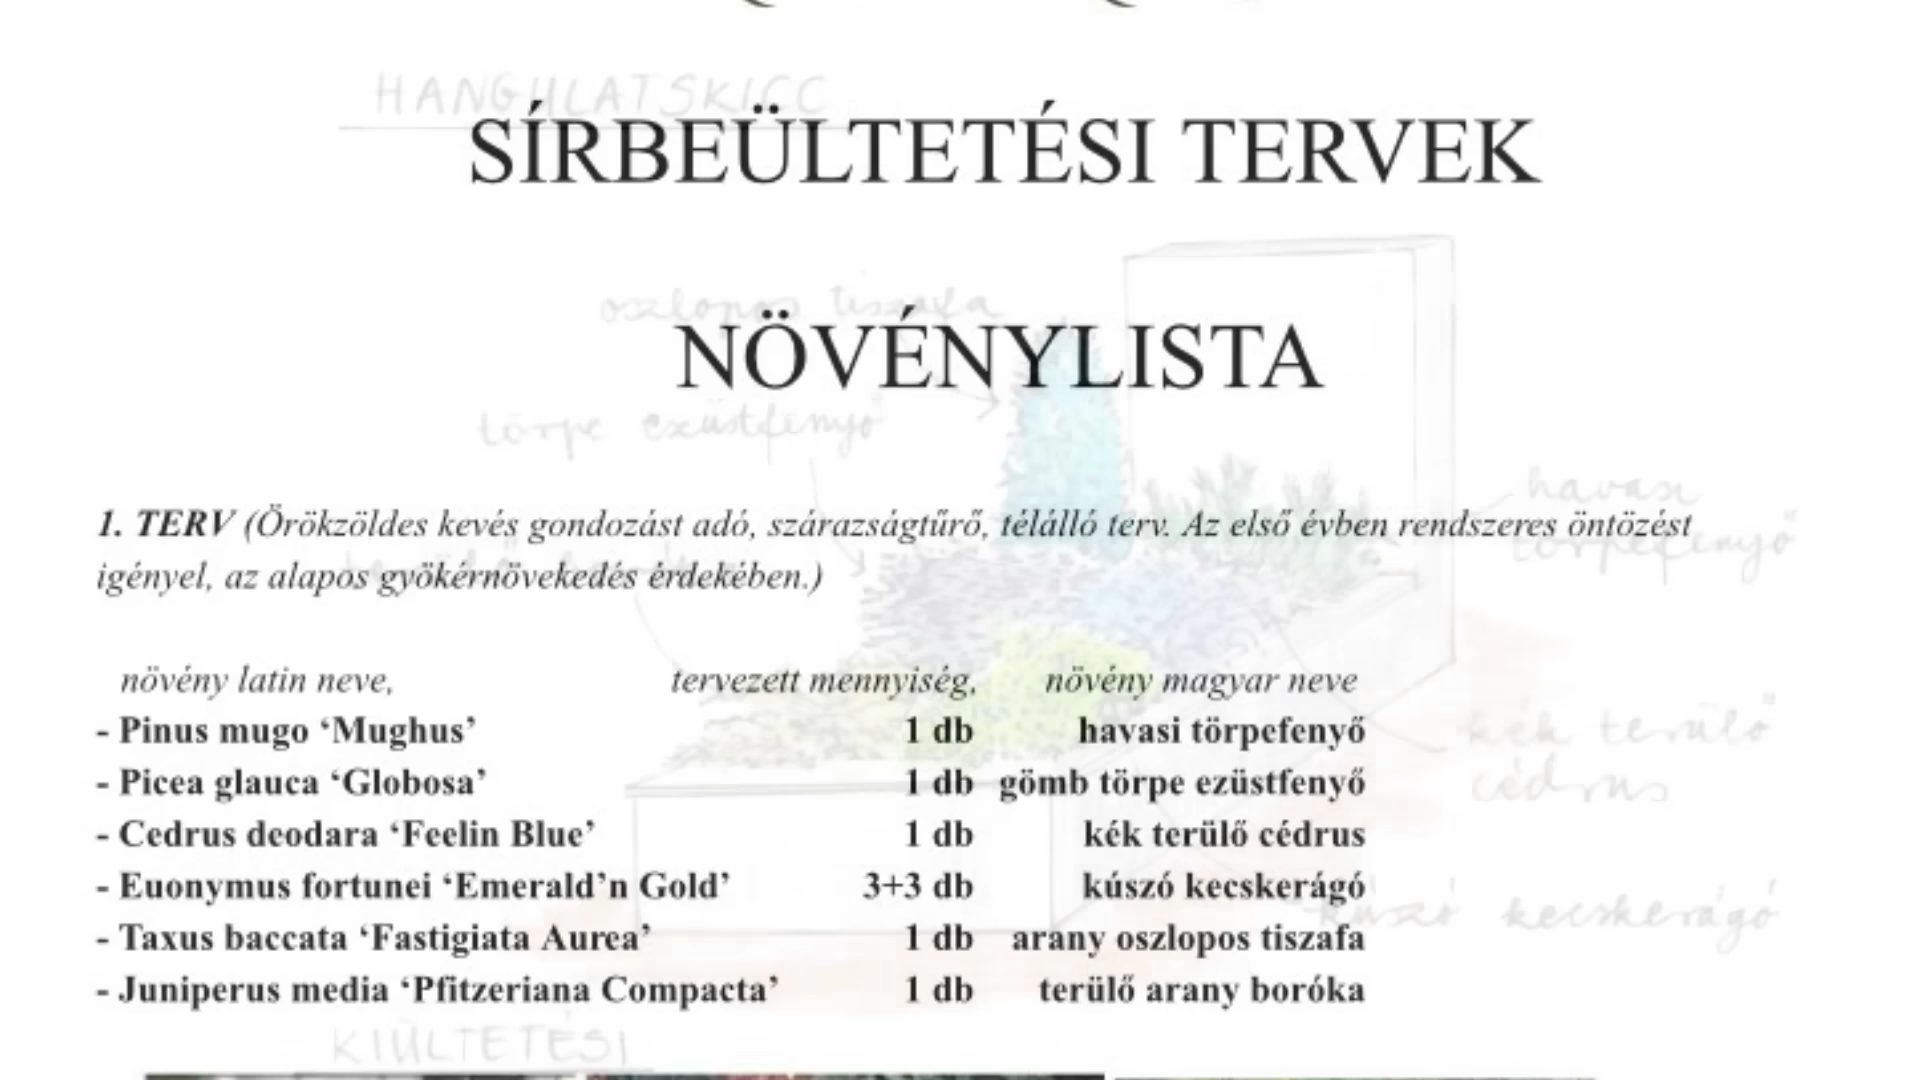 HANGULATSKICC
SÍRBEÜLTETÉSI TERVEK
oszlopos tiszafa
NÖVÉNYLISTA
törpe ezüstfenyő
havasi
törpefenyő
1. TERV (Örökzöldes kevés gondozást adó, szárazságtűrő, télálló terv. Az első évben rendszeres öntözést
igényel, az alapos gyökérnövekedés érdekében.)
növény latin neve, tervezett mennyiség, növény magyar neve
- Pinus mugo ‘Mughus’ 1 db havasi törpefenyő
- Picea glauca ‘Globosa’ 1 db gömb törpe ezüstfenyő
- Cedrus deodara ‘Feelin Blue’ 1 db kék terülő cédrus
- Euonymus fortunei ‘Emerald’n Gold’ 3+3 db kúszó kecskerágó
- Taxus baccata ‘Fastigiata Aurea’ 1 db arany oszlopos tiszafa
- Juniperus media ‘Pfitzeriana Compacta’ 1 db terülő arany boróka
kék terülő
cédrus
kúszó kecskerágó
KIÜLTETÉSI